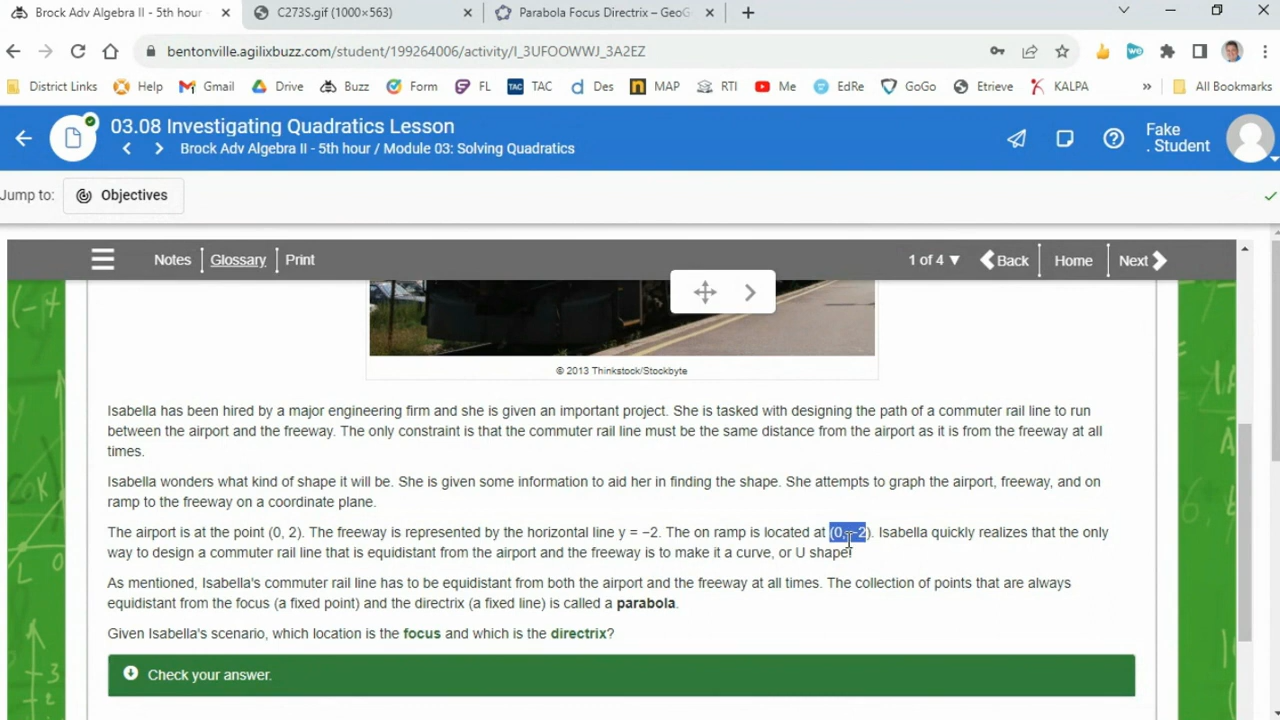 Brock Adv Algebra II - 5th hour
C273S.gif (1000×563)
Parabola Focus Directrix – GeoG
bentonville.agilixbuzz.com/student/199264006/activity/I_3UFOOWWJ_3A2EZ
District Links Help Gmail Drive Buzz Form FL TAC TAC Des MAP RTI Me EdRe GoGo Etrieve KALPA » All Bookmarks
03.08 Investigating Quadratics Lesson
Brock Adv Algebra II - 5th hour / Module 03: Solving Quadratics
Fake
. Student
Jump to: Objectives
Notes Glossary Print 1 of 4 ▼ Back Home Next
© 2013 Thinkstock/Stockbyte
Isabella has been hired by a major engineering firm and she is given an important project. She is tasked with designing the path of a commuter rail line to run
between the airport and the freeway. The only constraint is that the commuter rail line must be the same distance from the airport as it is from the freeway at all
times.
Isabella wonders what kind of shape it will be. She is given some information to aid her in finding the shape. She attempts to graph the airport, freeway, and on
ramp to the freeway on a coordinate plane.
The airport is at the point (0, 2). The freeway is represented by the horizontal line y = −2. The on ramp is located at (0, −2). Isabella quickly realizes that the only
way to design a commuter rail line that is equidistant from the airport and the freeway is to make it a curve, or U shape!
As mentioned, Isabella's commuter rail line has to be equidistant from both the airport and the freeway at all times. The collection of points that are always
equidistant from the focus (a fixed point) and the directrix (a fixed line) is called a parabola.
Given Isabella's scenario, which location is the focus and which is the directrix?
Check your answer.